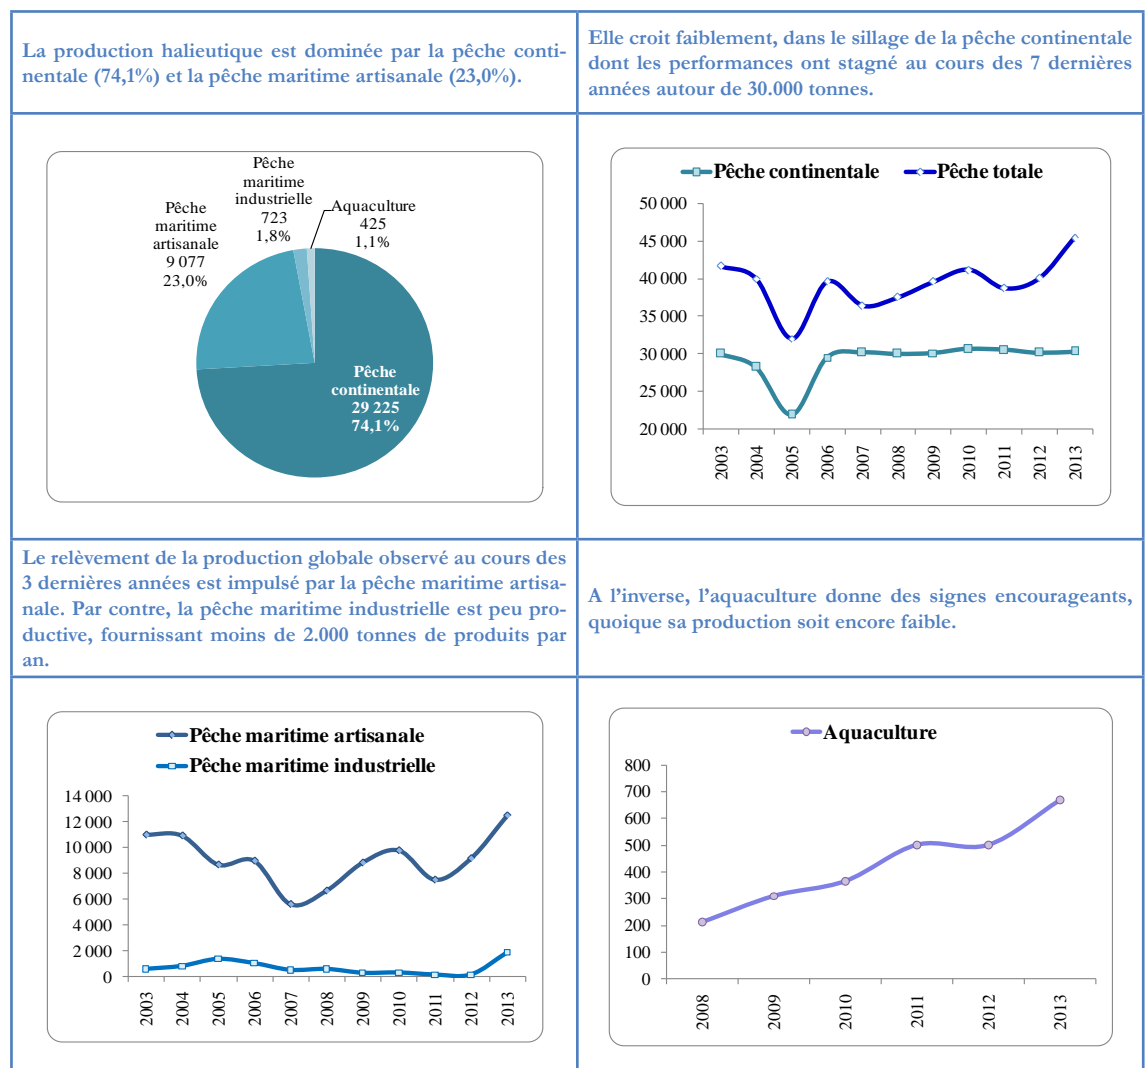 La production halieutique est dominée par la pêche conti-
nentale (74,1%) et la pêche maritime artisanale (23,0%).
Elle croit faiblement, dans le sillage de la pêche continentale
dont les performances ont stagné au cours des 7 dernières
années autour de 30.000 tonnes.
Pêche
maritime
industrielle
723
1,8%
Aquaculture
425
1,1%
Pêche
maritime
artisanale
9 077
23,0%
Pêche
continentale
29 225
74,1%
Pêche continentale Pêche totale
50 000
45 000
40 000
35 000
30 000
25 000
20 000
2003 2004 2005 2006 2007 2008 2009 2010 2011 2012 2013
Le relèvement de la production globale observé au cours des
3 dernières années est impulsé par la pêche maritime artisa-
nale. Par contre, la pêche maritime industrielle est peu pro-
ductive, fournissant moins de 2.000 tonnes de produits par
an.
A l’inverse, l’aquaculture donne des signes encourageants,
quoique sa production soit encore faible.
Pêche maritime artisanale
Pêche maritime industrielle
14 000
12 000
10 000
8 000
6 000
4 000
2 000
0
2003 2004 2005 2006 2007 2008 2009 2010 2011 2012 2013
Aquaculture
800
700
600
500
400
300
200
100
0
2008 2009 2010 2011 2012 2013